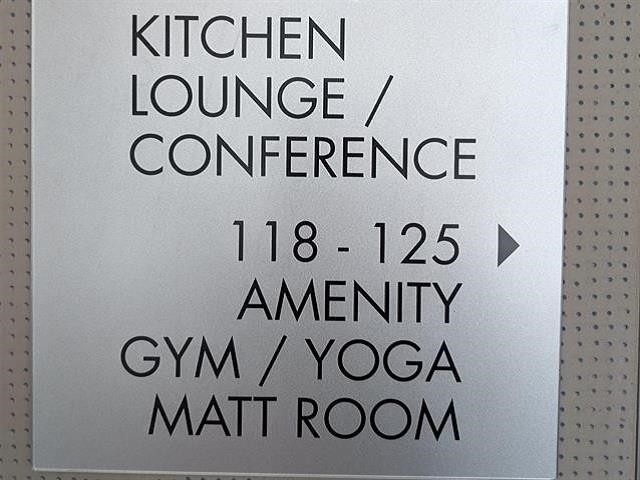 KITCHEN
LOUNGE /
CONFERENCE
118 - 125
AMENITY
GYM / YOGA
MATT ROOM